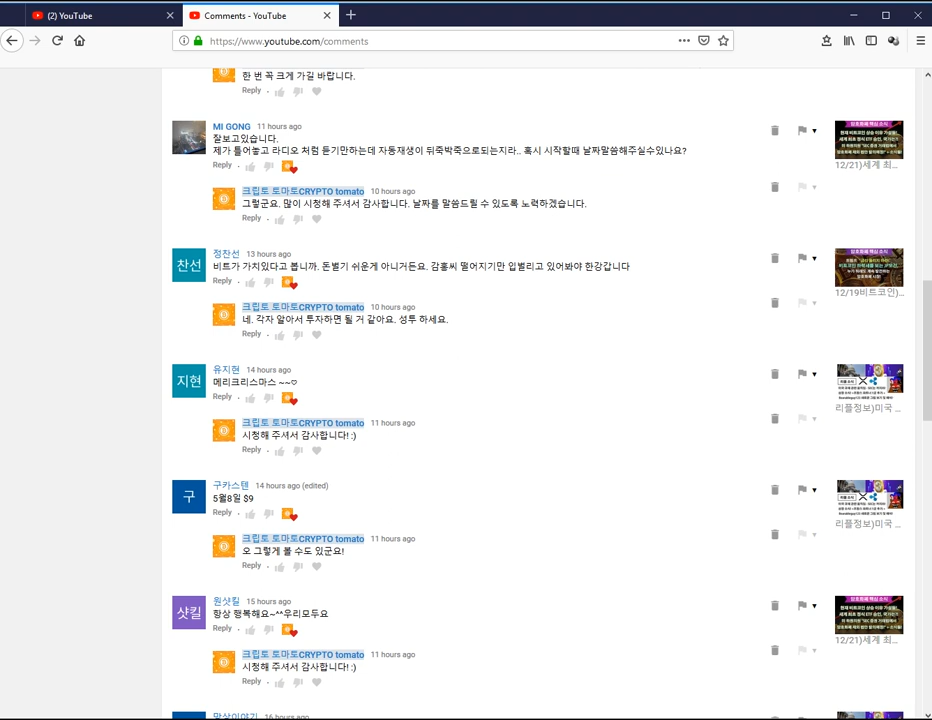 (2) YouTube
Comments - YouTube
https://www.youtube.com/comments
한 번 꼭 크게 가길 바랍니다.
Reply
MI GONG 11 hours ago
잘보고있습니다.
제가 틀어놓고 라디오 처럼 듣기만하는데 자동재생이 뒤죽박죽으로되는지라.. 혹시 시작할때 날짜말씀해주실수있나요?
Reply
12/21)세계 최...
크립토 토마토CRYPTO tomato 10 hours ago
그렇군요. 많이 시청해 주셔서 감사합니다. 날짜를 말씀드릴 수 있도록 노력하겠습니다.
Reply
찬선
정찬선 13 hours ago
비트가 가치있다고 봅니까. 돈벌기 쉬운게 아니거든요. 감홍씨 떨어지기만 입벌리고 있어봐야 한강갑니다
Reply
12/19비트코인)...
크립토 토마토CRYPTO tomato 10 hours ago
네. 각자 알아서 투자하면 될 거 같아요. 성투 하세요.
Reply
지현
유지현 14 hours ago
메리크리스마스 ~~♡
Reply
리플정보)미국 ...
크립토 토마토CRYPTO tomato 11 hours ago
시청해 주셔서 감사합니다! :)
Reply
구
구카스텐 14 hours ago (edited)
5월8일 $9
Reply
리플정보)미국 ...
크립토 토마토CRYPTO tomato 11 hours ago
오 그렇게 볼 수도 있군요!
Reply
샷킬
원샷킬 15 hours ago
항상 행복해요~^^우리모두요
Reply
12/21)세계 최...
크립토 토마토CRYPTO tomato 11 hours ago
시청해 주셔서 감사합니다! :)
Reply
망상이야기 16 hours ago